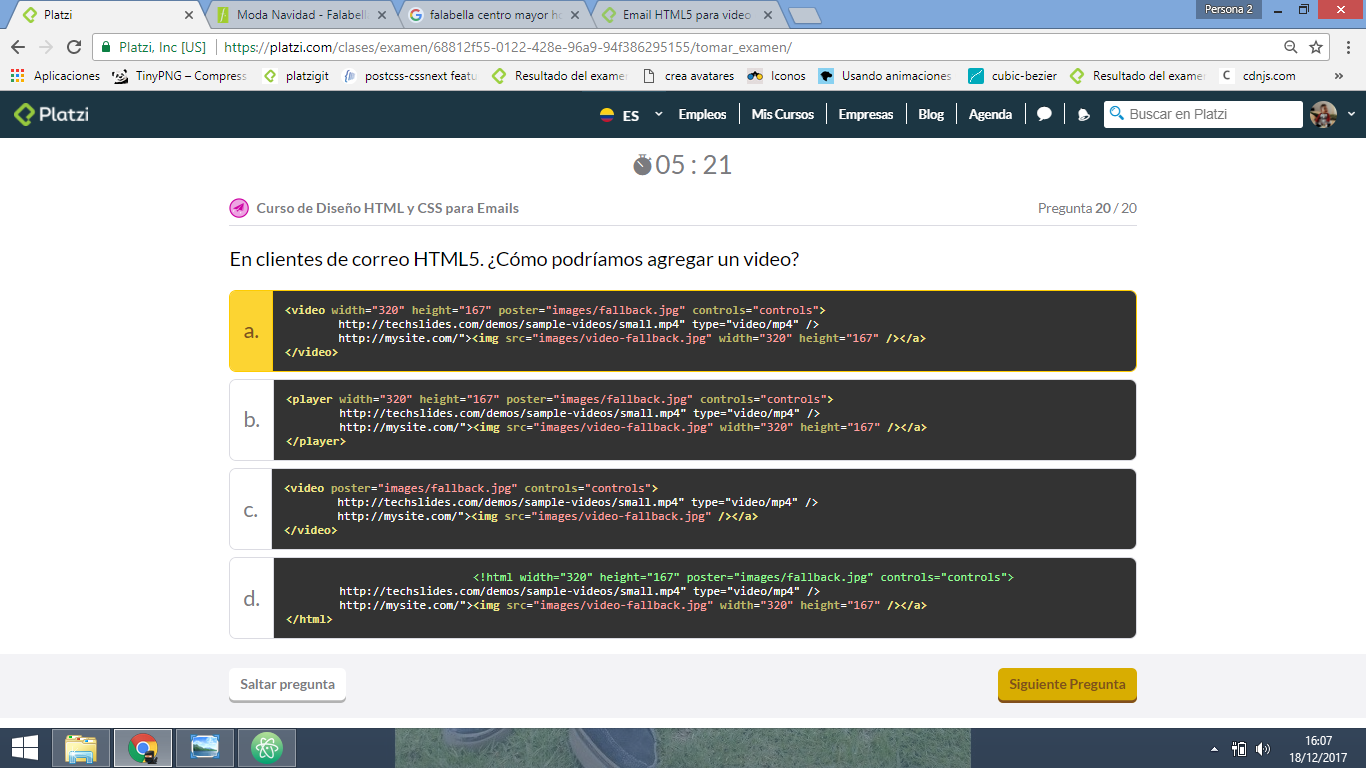 Platzi
Moda Navidad - Falabella
falabella centro mayor ho
Email HTML5 para video
Persona 2
Platzi, Inc [US]
https://platzi.com/clases/examen/68812f55-0122-428e-96a9-94f386295155/tomar_examen/
Aplicaciones
TinyPNG – Compress
platzigit
postcss-cssnext featu
Resultado del examen
crea avatares
Iconos
Usando animaciones
cubic-bezier
Resultado del examen
cdnjs.com
»
Platzi
ES
Empleos
Mis Cursos
Empresas
Blog
Agenda
Buscar en Platzi
05 : 21
Curso de Diseño HTML y CSS para Emails
Pregunta 20 / 20
En clientes de correo HTML5. ¿Cómo podríamos agregar un video?
a.
<video width="320" height="167" poster="images/fallback.jpg" controls="controls">
http://techslides.com/demos/sample-videos/small.mp4" type="video/mp4" />
http://mysite.com/"><img src="images/video-fallback.jpg" width="320" height="167" /></a>
</video>
b.
<player width="320" height="167" poster="images/fallback.jpg" controls="controls">
http://techslides.com/demos/sample-videos/small.mp4" type="video/mp4" />
http://mysite.com/"><img src="images/video-fallback.jpg" width="320" height="167" /></a>
</player>
c.
<video poster="images/fallback.jpg" controls="controls">
http://techslides.com/demos/sample-videos/small.mp4" type="video/mp4" />
http://mysite.com/"><img src="images/video-fallback.jpg" /></a>
</video>
d.
<!html width="320" height="167" poster="images/fallback.jpg" controls="controls">
http://techslides.com/demos/sample-videos/small.mp4" type="video/mp4" />
http://mysite.com/"><img src="images/video-fallback.jpg" width="320" height="167" /></a>
</html>
Saltar pregunta
Siguiente Pregunta
16:07
18/12/2017